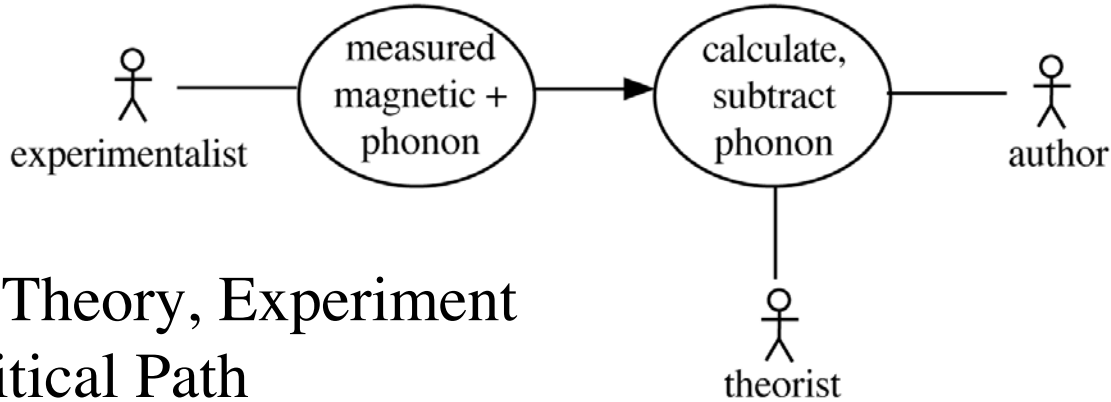 measured
magnetic +
phonon
calculate,
subtract
phonon
experimentalist
author
Theory, Experiment
itical Path
theorist